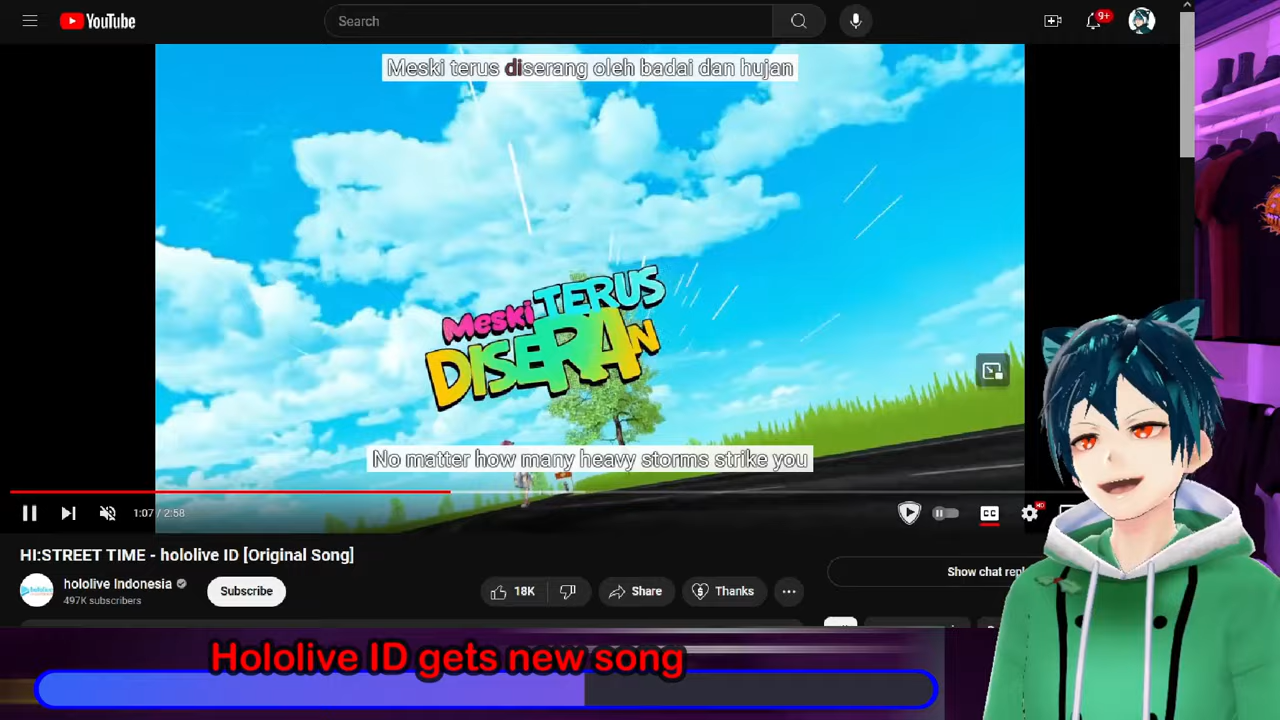 YouTube
Search
9+
Meski terus diserang oleh badai dan hujan
Meski TERUS
DISERAN
No matter how many heavy storms strike you
1:07 / 2:58
CC
HD
HI:STREET TIME - hololive ID [Original Song]
hololive Indonesia
497K subscribers
Subscribe
18K
Share
Thanks
Show chat repl
Hololive ID gets new song